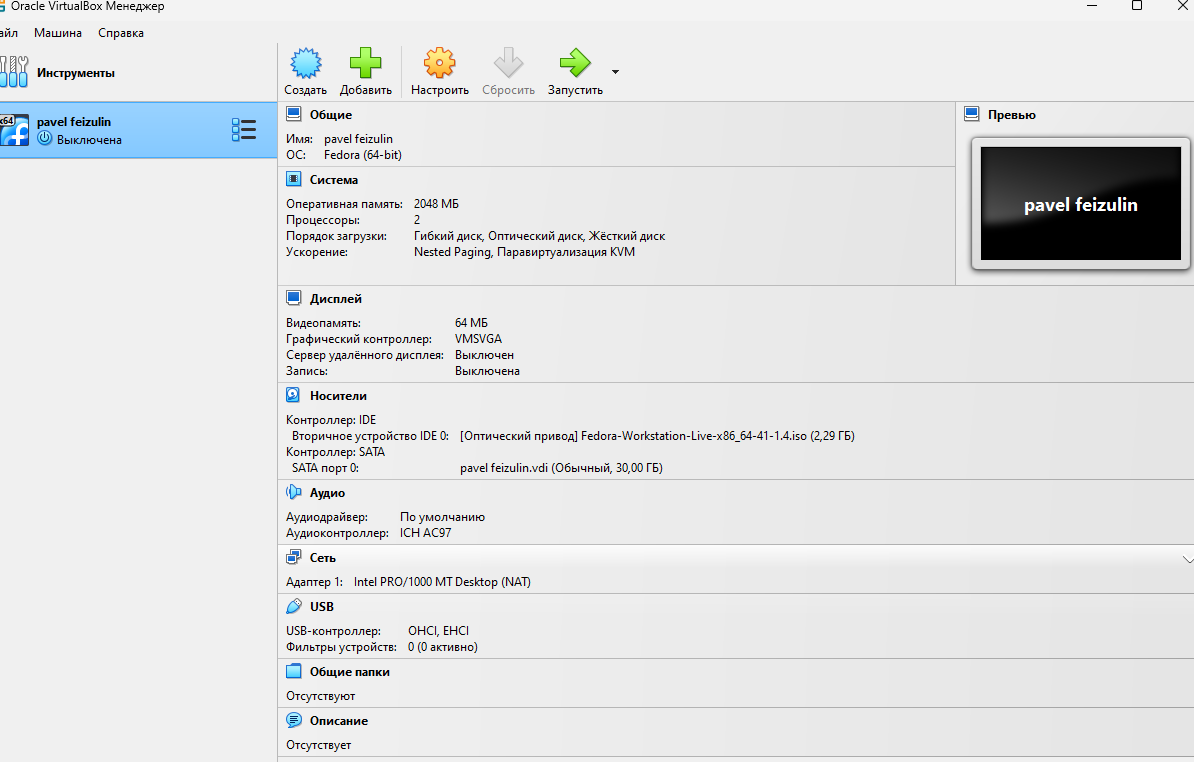 Oracle VirtualBox Менеджер
айл Машина Справка
Инструменты
Создать Добавить Настроить Сбросить Запустить
x64
pavel feizulin
Выключена
Общие
Имя: pavel feizulin
ОС: Fedora (64-bit)
Система
Оперативная память: 2048 МБ
Процессоры: 2
Порядок загрузки: Гибкий диск, Оптический диск, Жёсткий диск
Ускорение: Nested Paging, Паравиртуализация KVM
Превью
pavel feizulin
Дисплей
Видеопамять: 64 МБ
Графический контроллер: VMSVGA
Сервер удалённого дисплея: Выключен
Запись: Выключена
Носители
Контроллер: IDE
Вторичное устройство IDE 0: [Оптический привод] Fedora-Workstation-Live-x86_64-41-1.4.iso (2,29 ГБ)
Контроллер: SATA
SATA порт 0: pavel feizulin.vdi (Обычный, 30,00 ГБ)
Аудио
Аудиодрайвер: По умолчанию
Аудиоконтроллер: ICH AC97
Сеть
Адаптер 1: Intel PRO/1000 MT Desktop (NAT)
USB
USB-контроллер: OHCI, EHCI
Фильтры устройств: 0 (0 активно)
Общие папки
Отсутствуют
Описание
Отсутствует